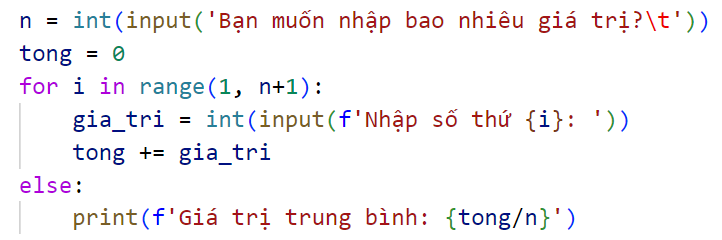 n = int(input('Bạn muốn nhập bao nhiêu giá trị?\t'))
tong = 0
for i in range(1, n+1):
    gia_tri = int(input(f'Nhập số thứ {i}: '))
    tong += gia_tri
else:
    print(f'Giá trị trung bình: {tong/n}')